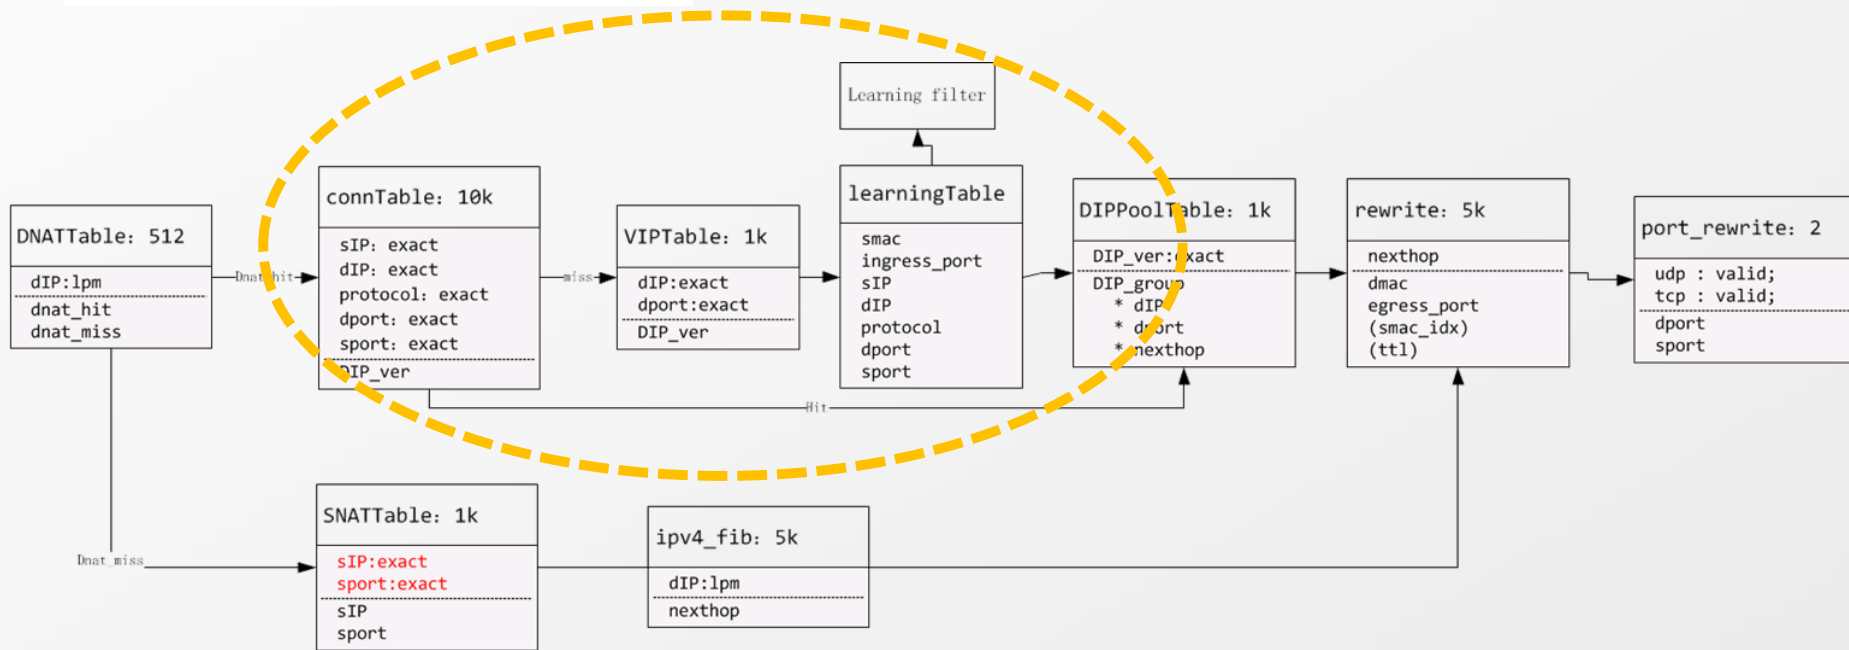 Learning filter
DNATTable: 512
dIP:lpm
dnat_hit
dnat_miss
Dnat_hit
connTable: 10k
sIP: exact
dIP: exact
protocol: exact
dport: exact
sport: exact
DIP_ver
miss
VIPTable: 1k
dIP:exact
dport:exact
DIP_ver
learningTable
smac
ingress_port
sIP
dIP
protocol
dport
sport
DIPPoolTable: 1k
DIP_ver:exact
DIP_group
* dIP
* dport
* nexthop
rewrite: 5k
nexthop
dmac
egress_port
(smac_idx)
(ttl)
port_rewrite: 2
udp : valid;
tcp : valid;
dport
sport
Hit
Dnat_miss
SNATTable: 1k
sIP:exact
sport:exact
sIP
sport
ipv4_fib: 5k
dIP:lpm
nexthop